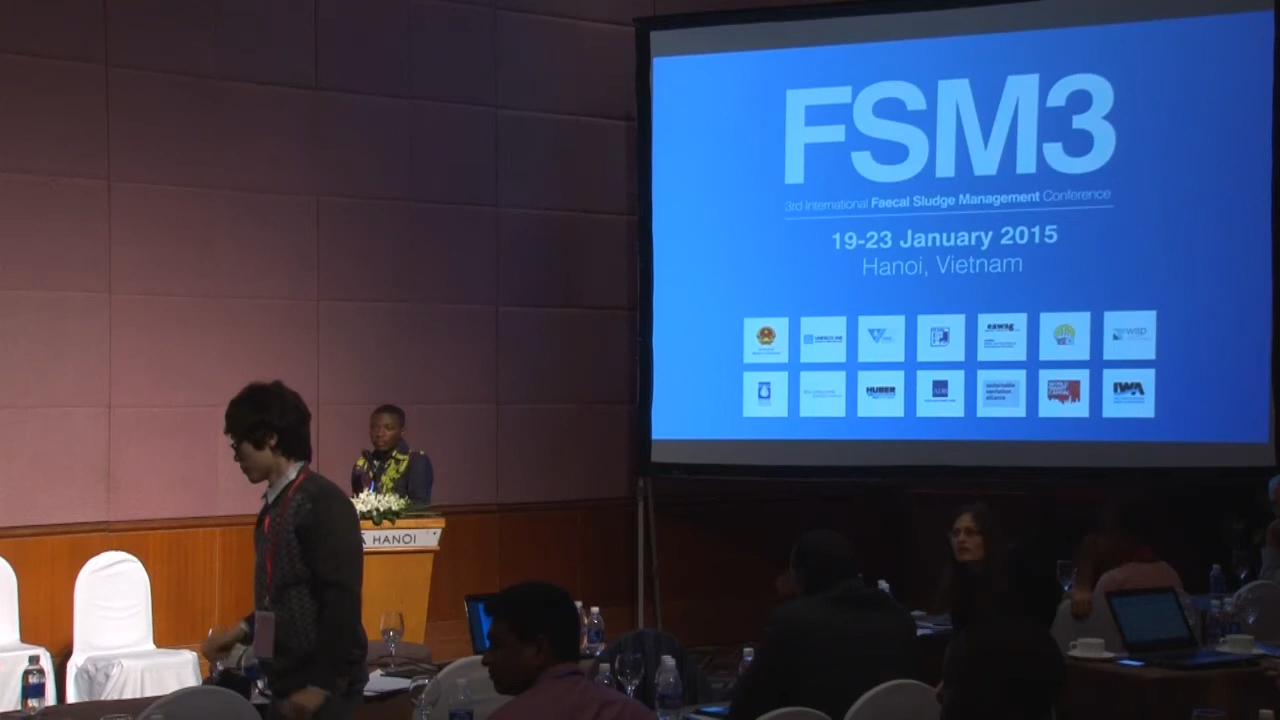 FSM3
3rd International Faecal Sludge Management Conference
19-23 January 2015
Hanoi, Vietnam
eawag
wsp
HUBER
ADB
sustainable
sanitation
alliance
IWA
HANOI